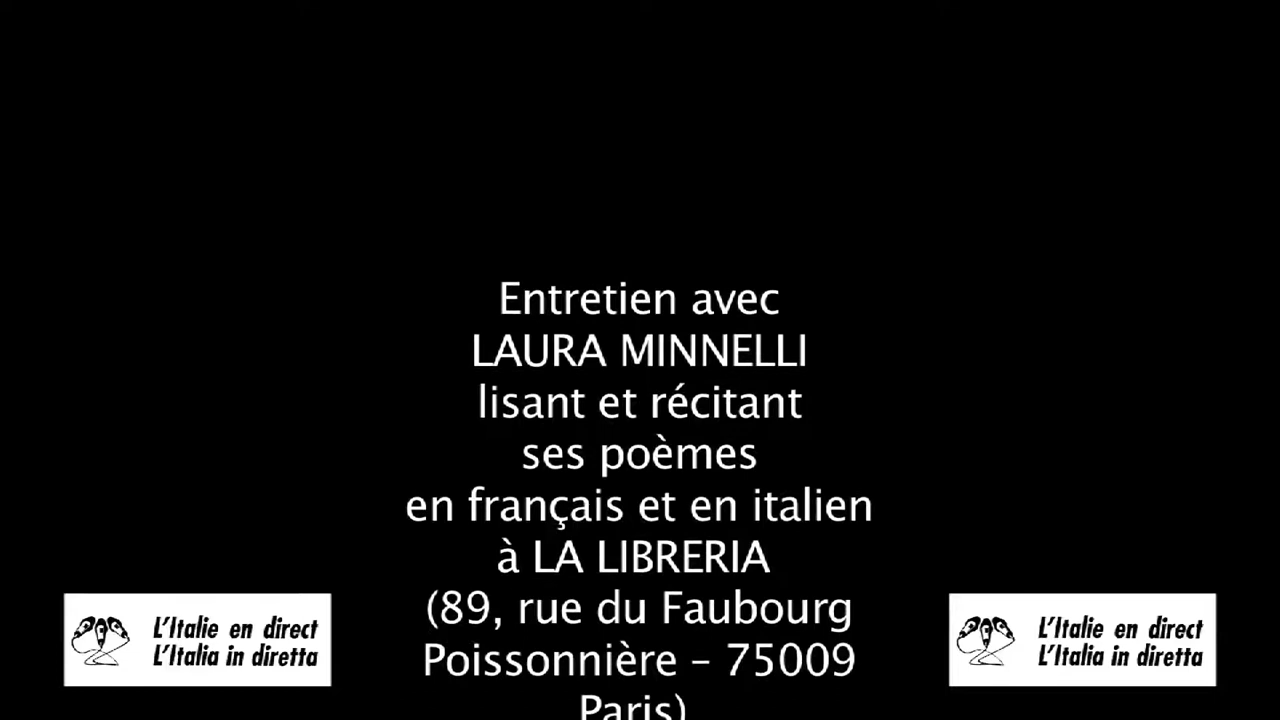 Entretien avec
LAURA MINNELLI
lisant et récitant
ses poèmes
en français et en italien
à LA LIBRERIA
(89, rue du Faubourg
Poissonnière – 75009
Paris)
L'Italie en direct
L'Italia in diretta
L'Italie en direct
L'Italia in diretta